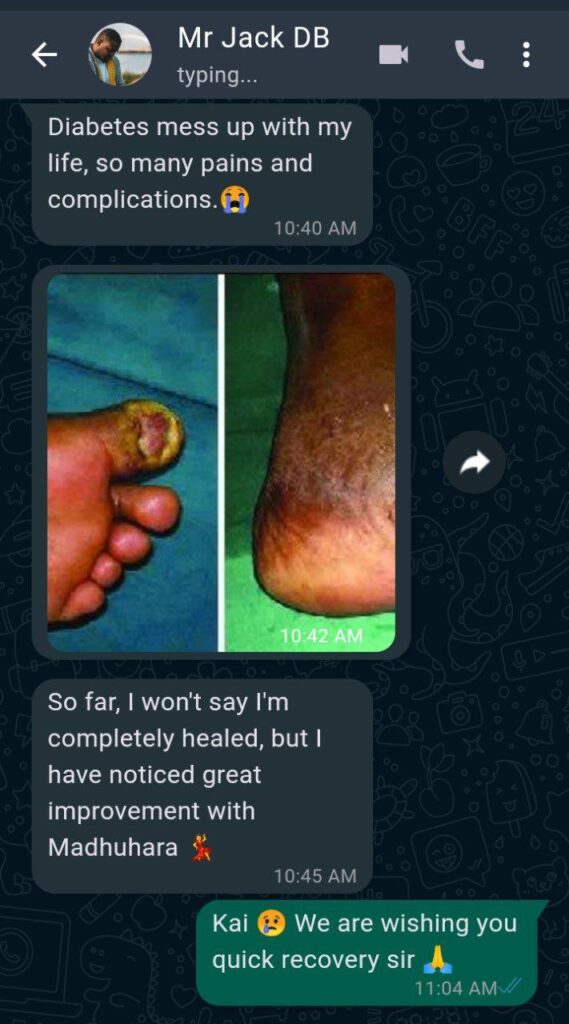 Mr Jack DB
typing...
Diabetes mess up with my
life, so many pains and
complications.😭
10:40 AM
10:42 AM
So far, I won't say I'm
completely healed, but I
have noticed great
improvement with
Madhuhara 💃
10:45 AM
Kai 😢 We are wishing you
quick recovery sir 🙏
11:04 AM